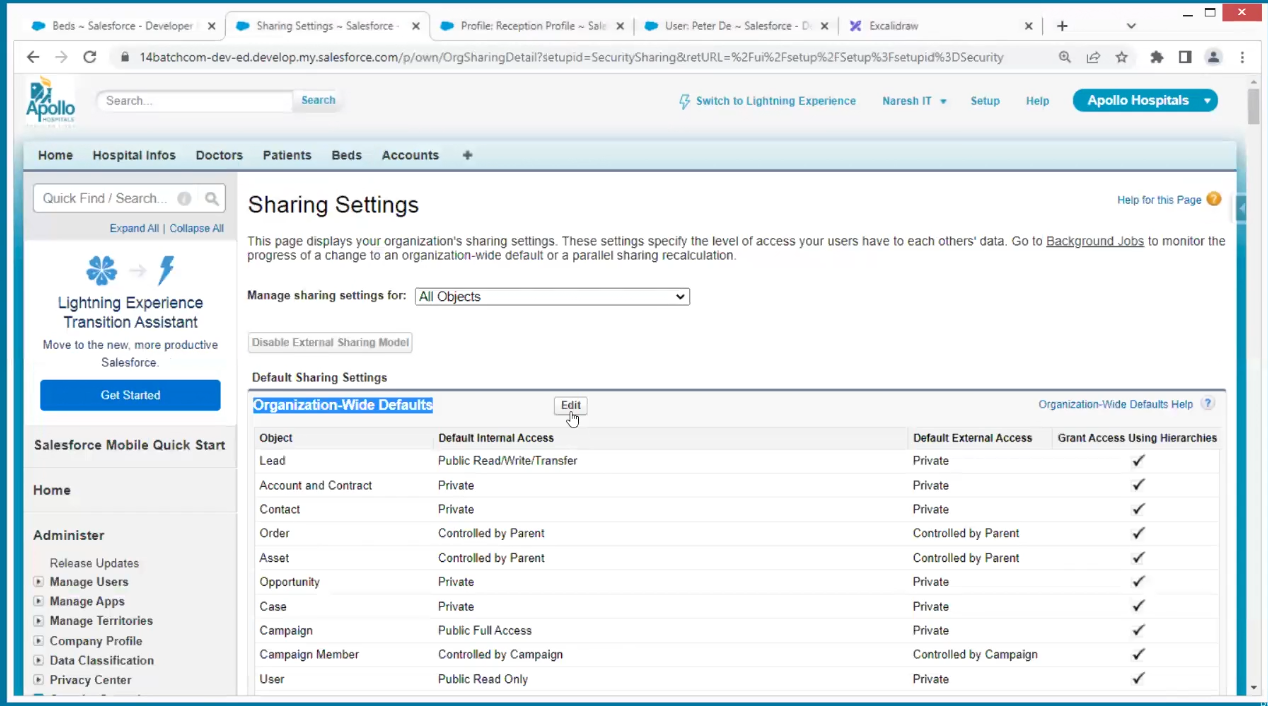 Beds ~ Salesforce - Developer
Sharing Settings ~ Salesforce -
Profile: Reception Profile ~ Sale
User: Peter De ~ Salesforce - D
Excalidraw
14batchcom-dev-ed.develop.my.salesforce.com/p/own/OrgSharingDetail?setupid=SecuritySharing&retURL=%2Fui%2Fsetup%2FSetup%3Fsetupid%3DSecurity
Apollo
HOSPITALS
Search...
Search
Switch to Lightning Experience
Naresh IT
Setup
Help
Apollo Hospitals
Home Hospital Infos Doctors Patients Beds Accounts +
Quick Find / Search...
Expand All | Collapse All
Lightning Experience
Transition Assistant
Move to the new, more productive
Salesforce.
Get Started
Salesforce Mobile Quick Start
Home
Administer
Release Updates
Manage Users
Manage Apps
Manage Territories
Company Profile
Data Classification
Privacy Center
Sharing Settings
Help for this Page
This page displays your organization's sharing settings. These settings specify the level of access your users have to each others' data. Go to Background Jobs to monitor the
progress of a change to an organization-wide default or a parallel sharing recalculation.
Manage sharing settings for: All Objects
Disable External Sharing Model
Default Sharing Settings
Organization-Wide Defaults Edit Organization-Wide Defaults Help ?
Object Default Internal Access Default External Access Grant Access Using Hierarchies
Lead Public Read/Write/Transfer Private ✓
Account and Contract Private Private ✓
Contact Private Private ✓
Order Controlled by Parent Controlled by Parent ✓
Asset Controlled by Parent Controlled by Parent ✓
Opportunity Private Private ✓
Case Private Private ✓
Campaign Public Full Access Private ✓
Campaign Member Controlled by Campaign Controlled by Campaign ✓
User Public Read Only Private ✓